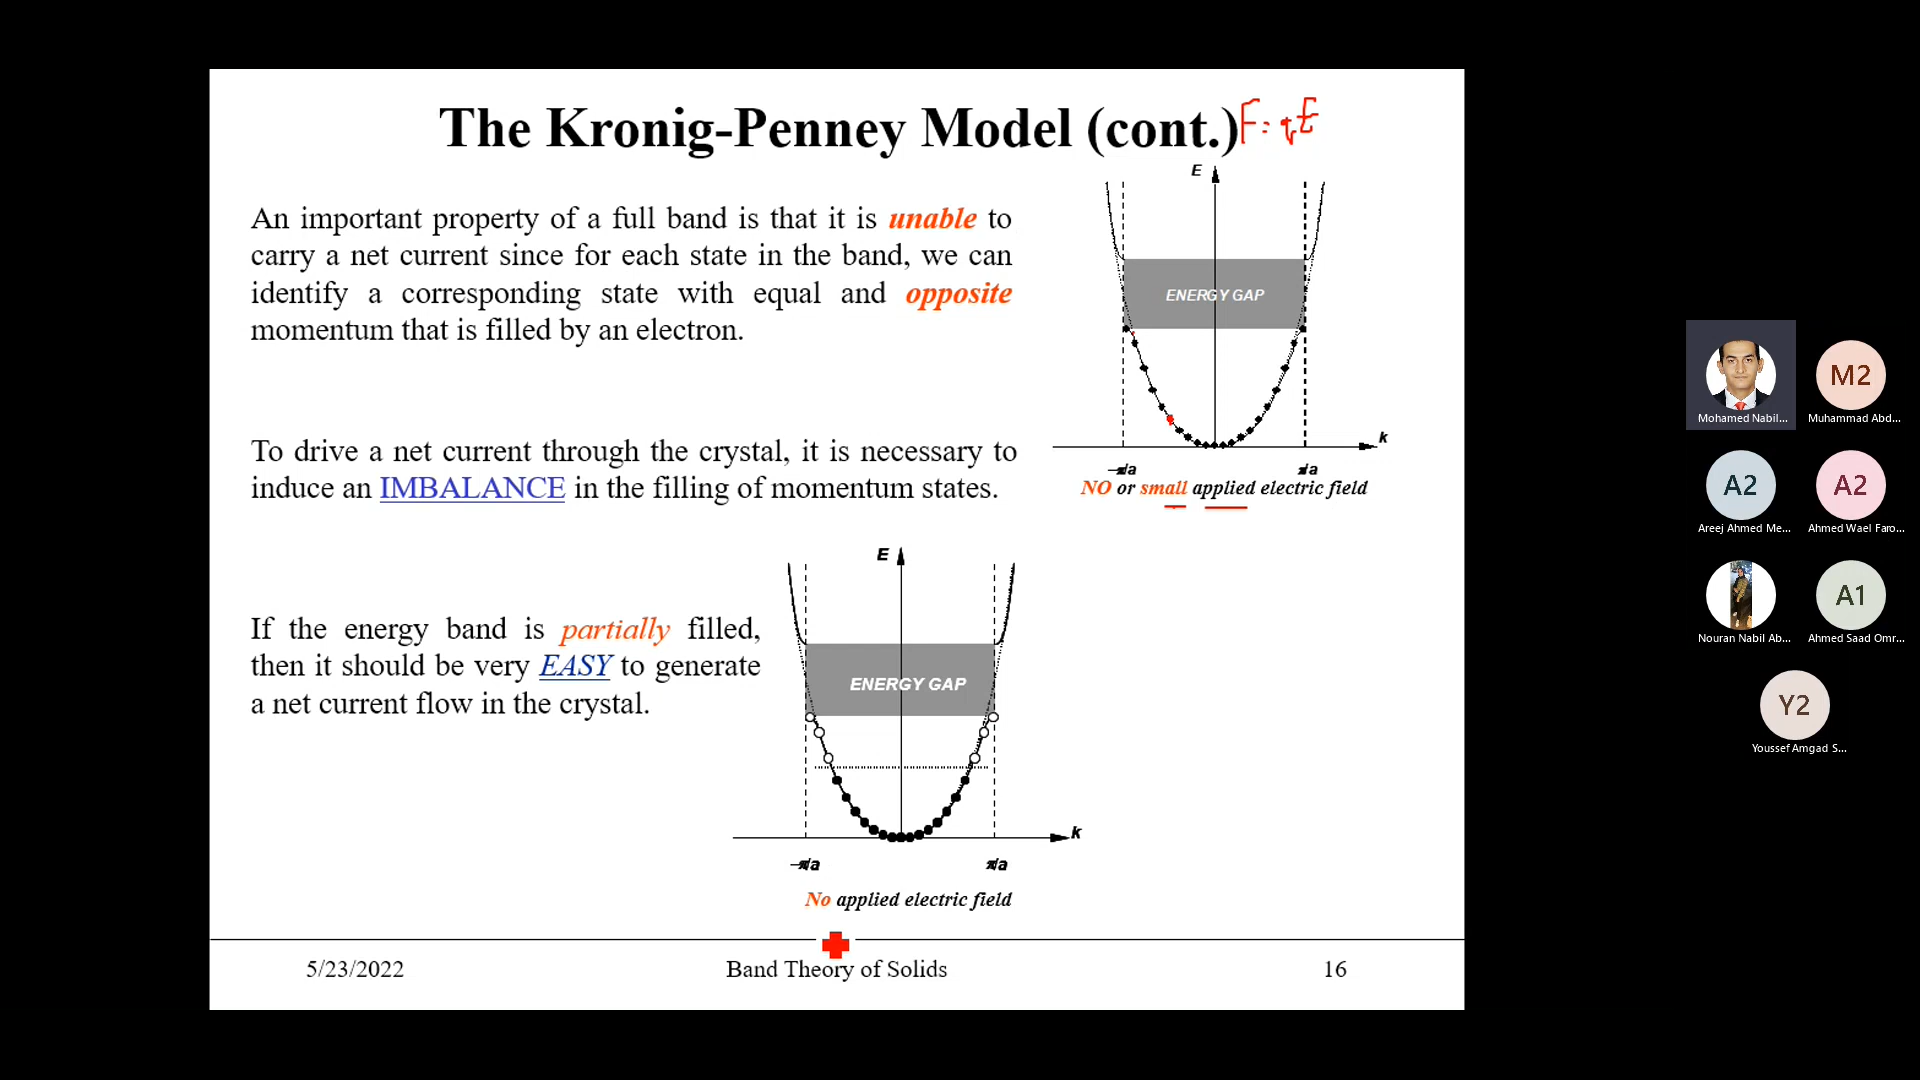 The Kronig-Penney Model (cont.) F = qE
An important property of a full band is that it is unable to
carry a net current since for each state in the band, we can
identify a corresponding state with equal and opposite
momentum that is filled by an electron.
E
ENERGY GAP
k
-π/a
π/a
NO or small applied electric field
To drive a net current through the crystal, it is necessary to
induce an IMBALANCE in the filling of momentum states.
If the energy band is partially filled,
then it should be very EASY to generate
a net current flow in the crystal.
E
ENERGY GAP
k
-π/a
π/a
No applied electric field
5/23/2022
Band Theory of Solids
16
Mohamed Nabil...
M2
Muhammad Abd...
A2
Areej Ahmed Me...
A2
Ahmed Wael Faro...
Nouran Nabil Ab...
A1
Ahmed Saad Omr...
Y2
Youssef Amgad S...